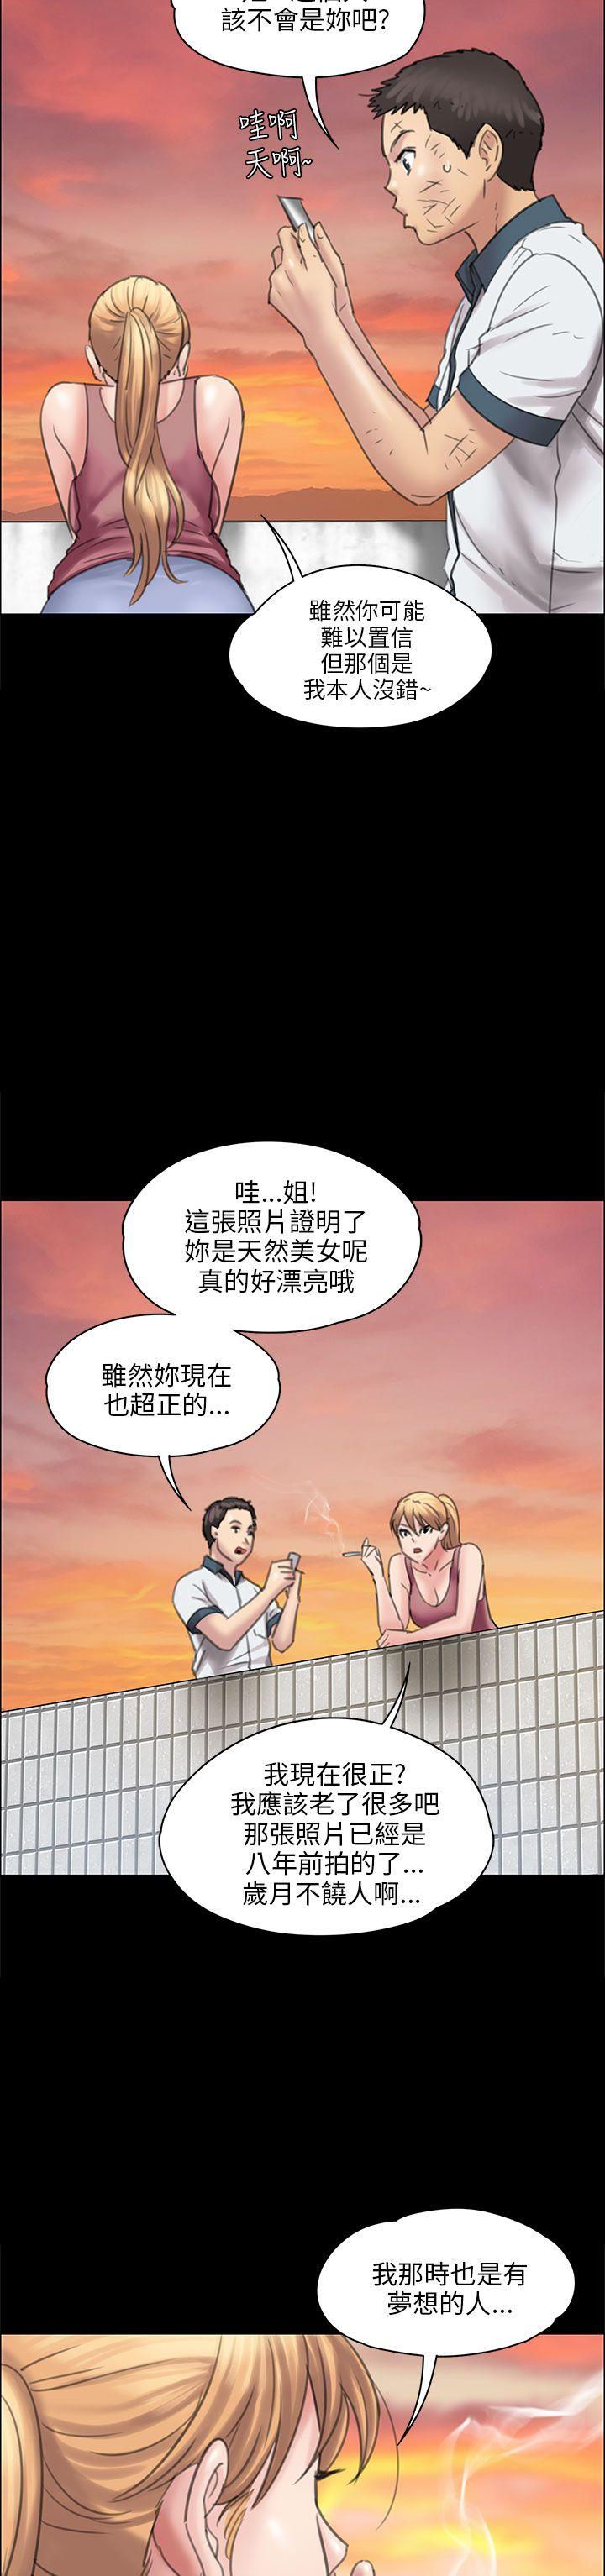 該不會是妳吧?
哇啊
天啊~
雖然你可能
難以置信
但那個是
我本人沒錯~
哇...姐!
這張照片證明了
妳是天然美女呢
真的好漂亮哦
雖然妳現在
也超正的...
我現在很正?
我應該老了很多吧
那張照片已經是
八年前拍的了...
歲月不饒人啊...
我那時也是有
夢想的人...